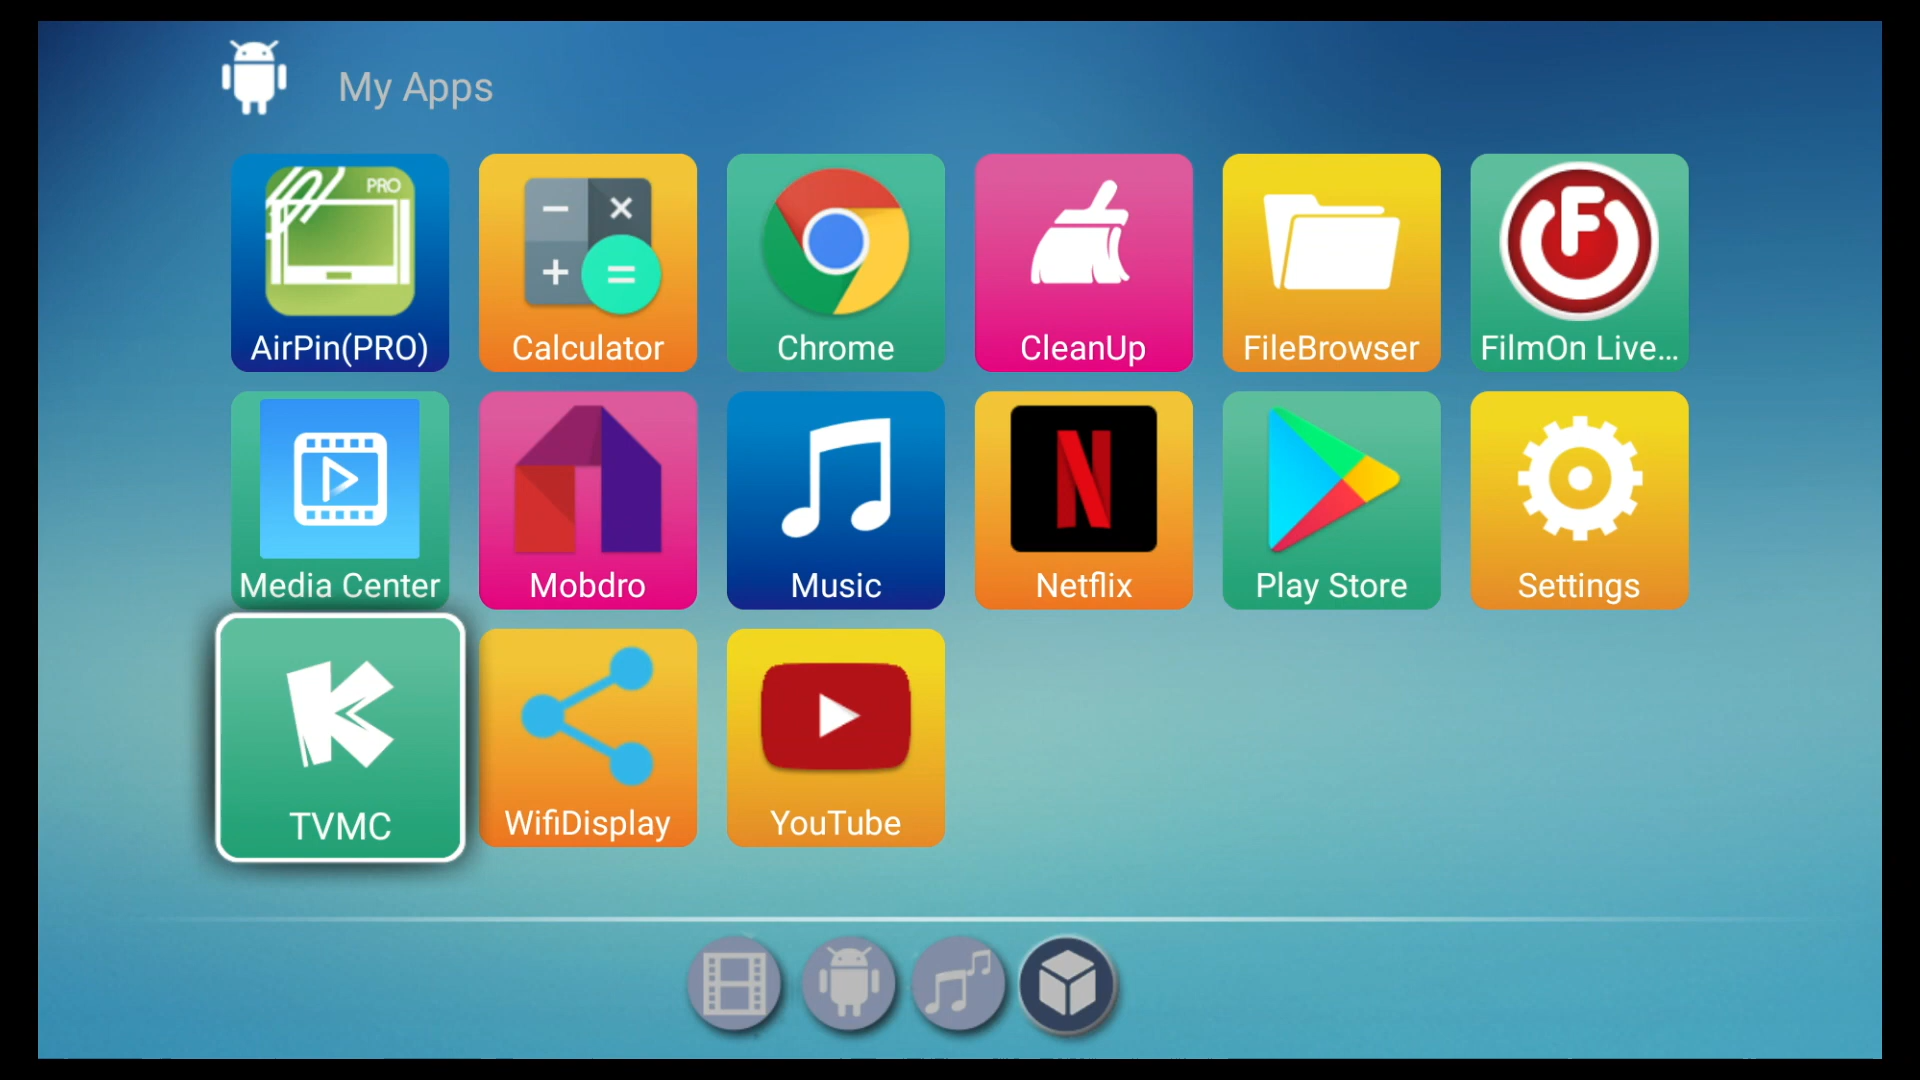 My Apps
PRO
AirPin(PRO)
Calculator
Chrome
CleanUp
FileBrowser
FilmOn Live...
Media Center
Mobdro
Music
Netflix
Play Store
Settings
TVMC
WifiDisplay
YouTube